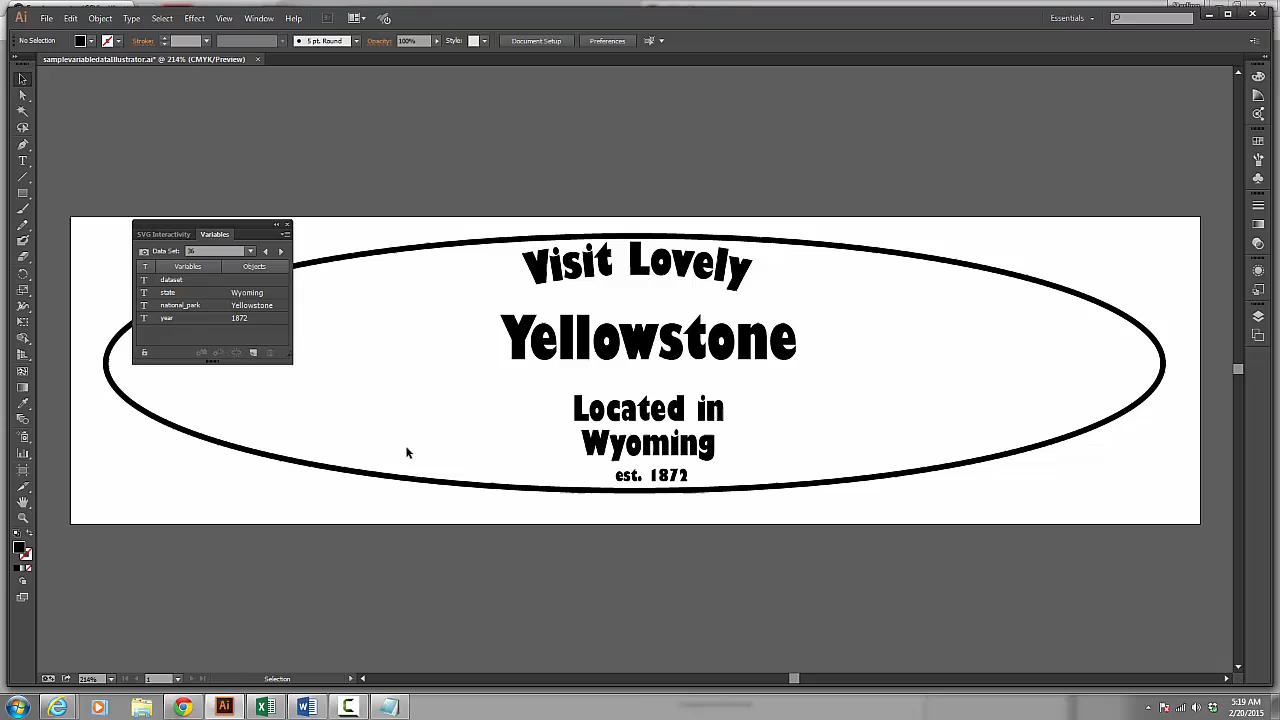 Ai File Edit Object Type Select Effect View Window Help Essentials
No Selection Stroke: 5 pt. Round Opacity: 100% Style: Document Setup Preferences
samplevariabledataIllustrator.ai* @ 214% (CMYK/Preview)
SVG Interactivity Variables
Data Set: 36
T Variables Objects
T dataset
T state Wyoming
T national_park Yellowstone
T year 1872
Visit Lovely
Yellowstone
Located in
Wyoming
est. 1872
214% 1 Selection
5:19 AM
2/20/2015